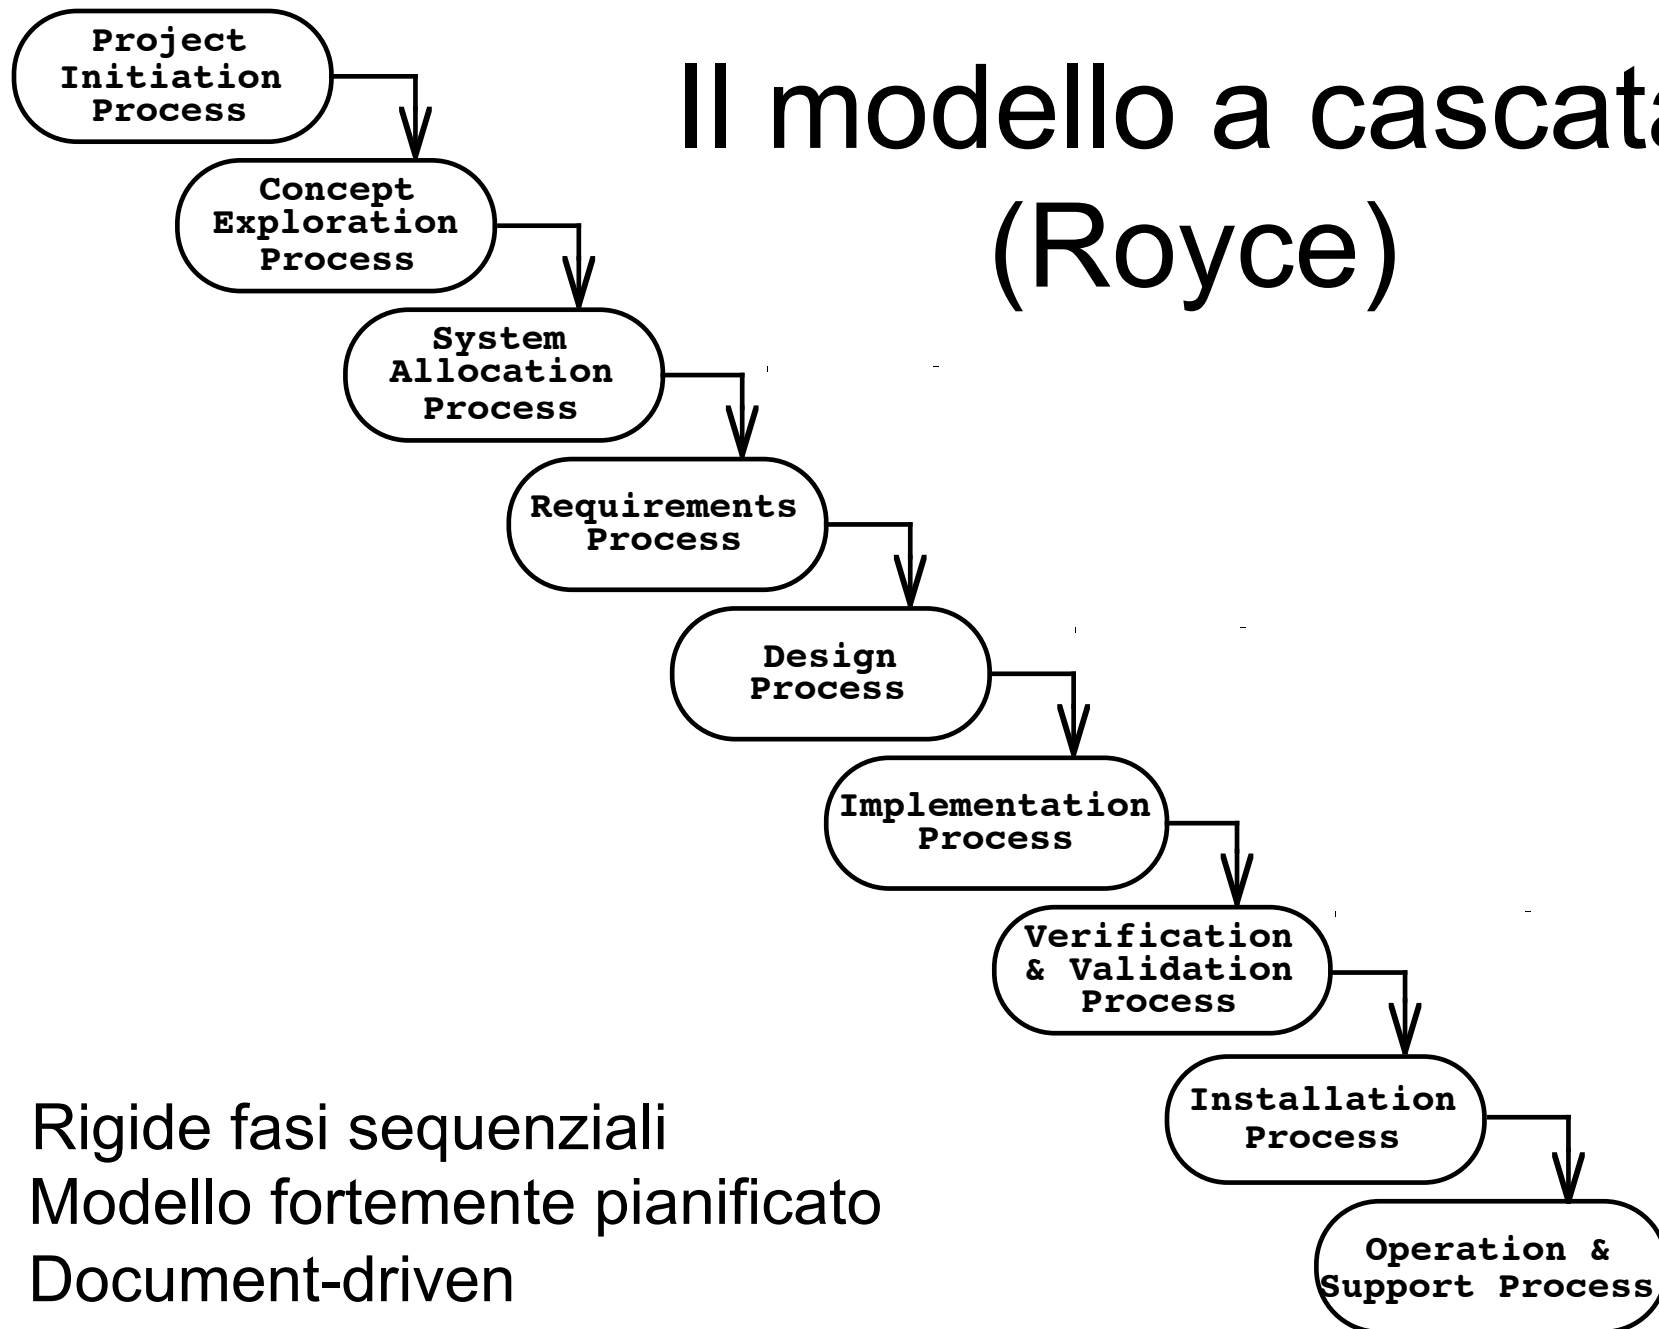 Il modello a cascata
(Royce)
Project
Initiation
Process
Concept
Exploration
Process
System
Allocation
Process
Requirements
Process
Design
Process
Implementation
Process
Verification
& Validation
Process
Installation
Process
Operation &
Support Process
Rigide fasi sequenziali
Modello fortemente pianificato
Document-driven